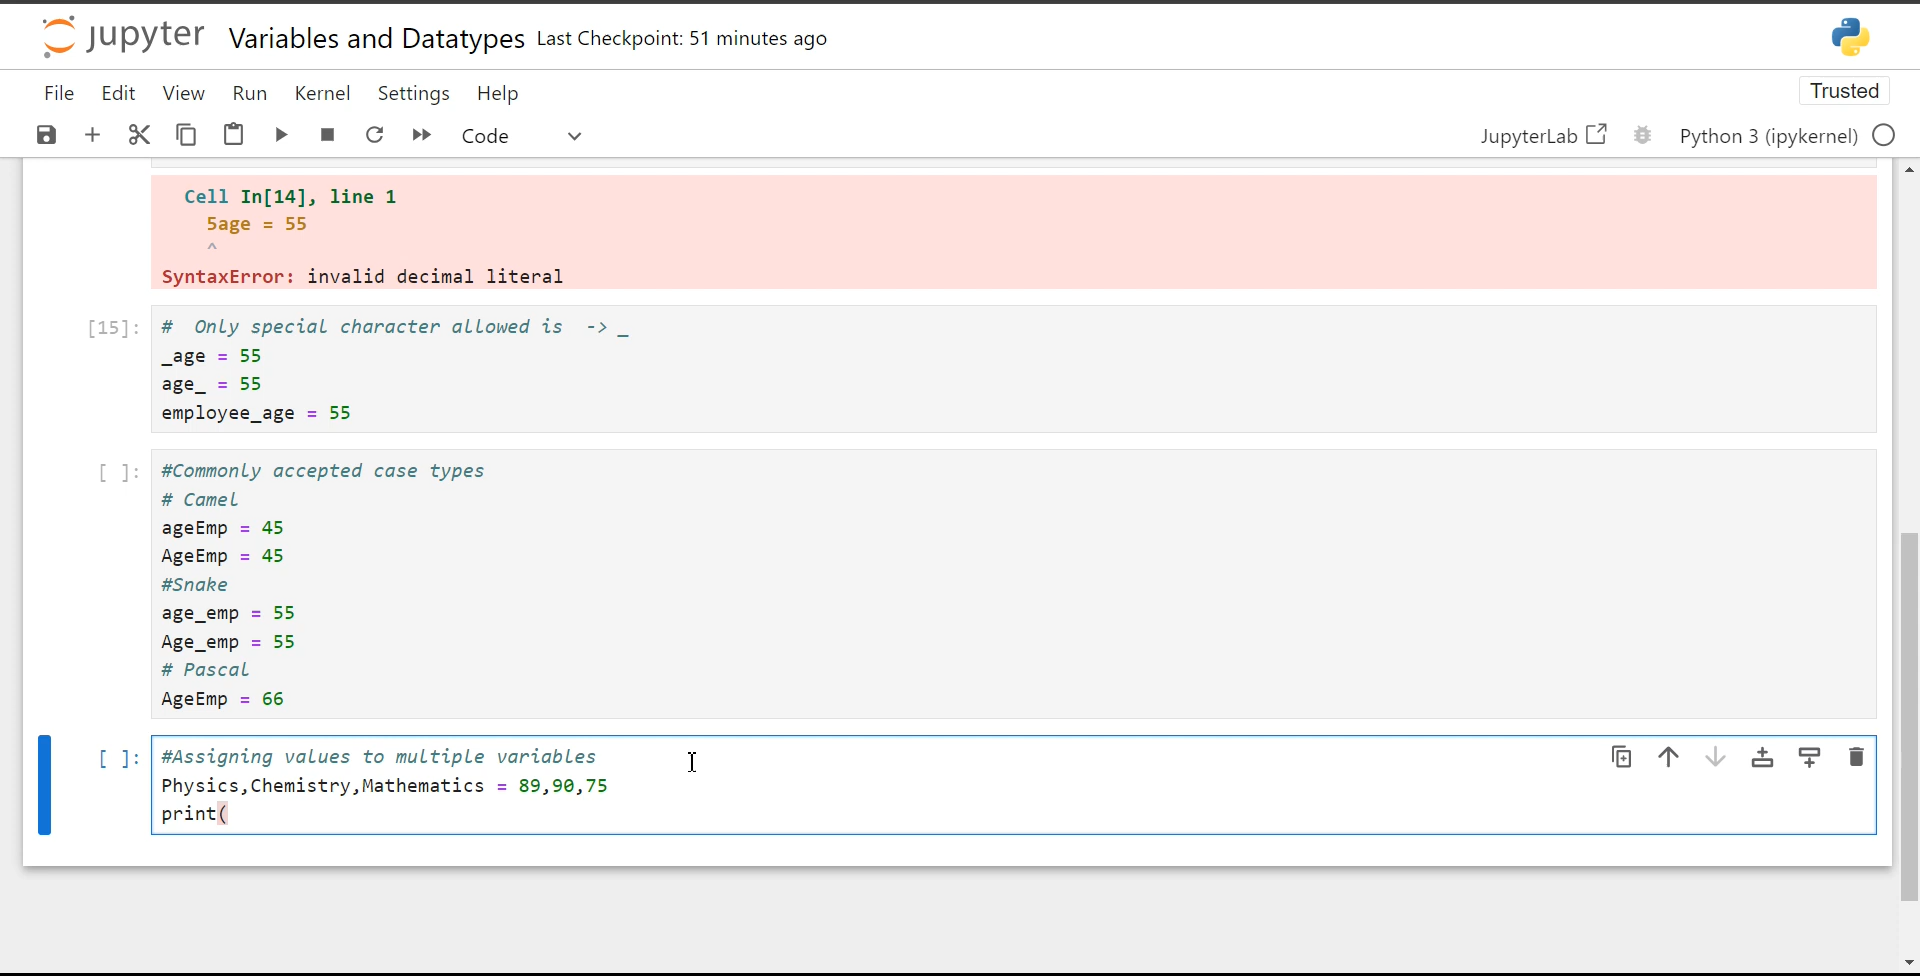 jupyter Variables and Datatypes Last Checkpoint: 51 minutes ago
File Edit View Run Kernel Settings Help Trusted
Code JupyterLab Python 3 (ipykernel)
Cell In[14], line 1
5age = 55
^
SyntaxError: invalid decimal literal
[15]: # Only special character allowed is -> _
_age = 55
age_ = 55
employee_age = 55
[ ]: #Commonly accepted case types
# Camel
ageEmp = 45
AgeEmp = 45
#Snake
age_emp = 55
Age_emp = 55
# Pascal
AgeEmp = 66
[ ]: #Assigning values to multiple variables
Physics,Chemistry,Mathematics = 89,90,75
print(